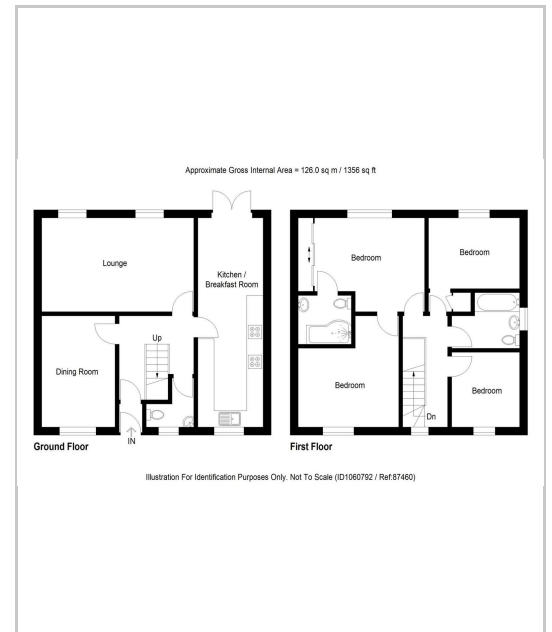 Approximate Gross Internal Area = 126.0 sq m / 1356 sq ft
Lounge
Kitchen /
Breakfast Room
Up
Dining Room
IN
Ground Floor
Bedroom
Bedroom
Bedroom
Bedroom
Dn
First Floor
Illustration For Identification Purposes Only. Not To Scale (ID1060792 / Ref:87460)